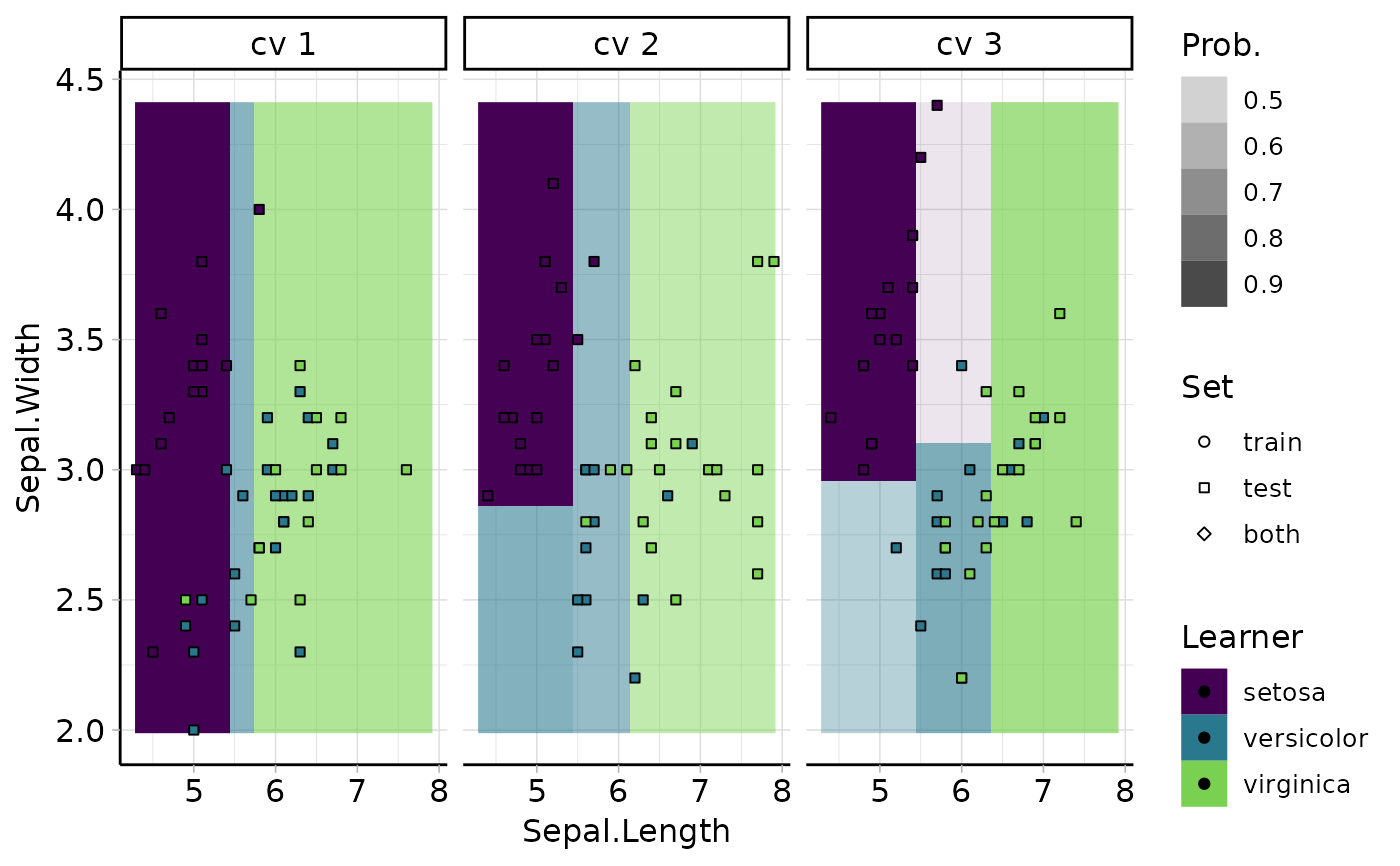 cv 1
cv 2
cv 3
4.5
4.0
3.5
3.0
2.5
2.0
Sepal.Width
5 6 7 8
5 6 7 8
5 6 7 8
Sepal.Length
Prob.
0.5
0.6
0.7
0.8
0.9
Set
train
test
both
Learner
setosa
versicolor
virginica